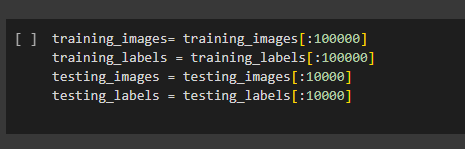 [ ] training_images= training_images[:100000]
training_labels = training_labels[:100000]
testing_images = testing_images[:10000]
testing_labels = testing_labels[:10000]